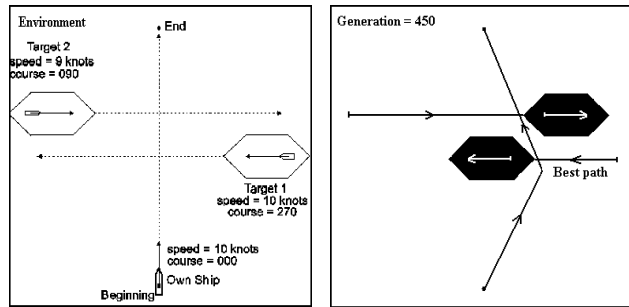 Environment
End
Target 2
speed = 9 knots
course = 090
Target 1
speed = 10 knots
course = 270
speed = 10 knots
course = 000
Own Ship
Beginning
Generation = 450
Best path